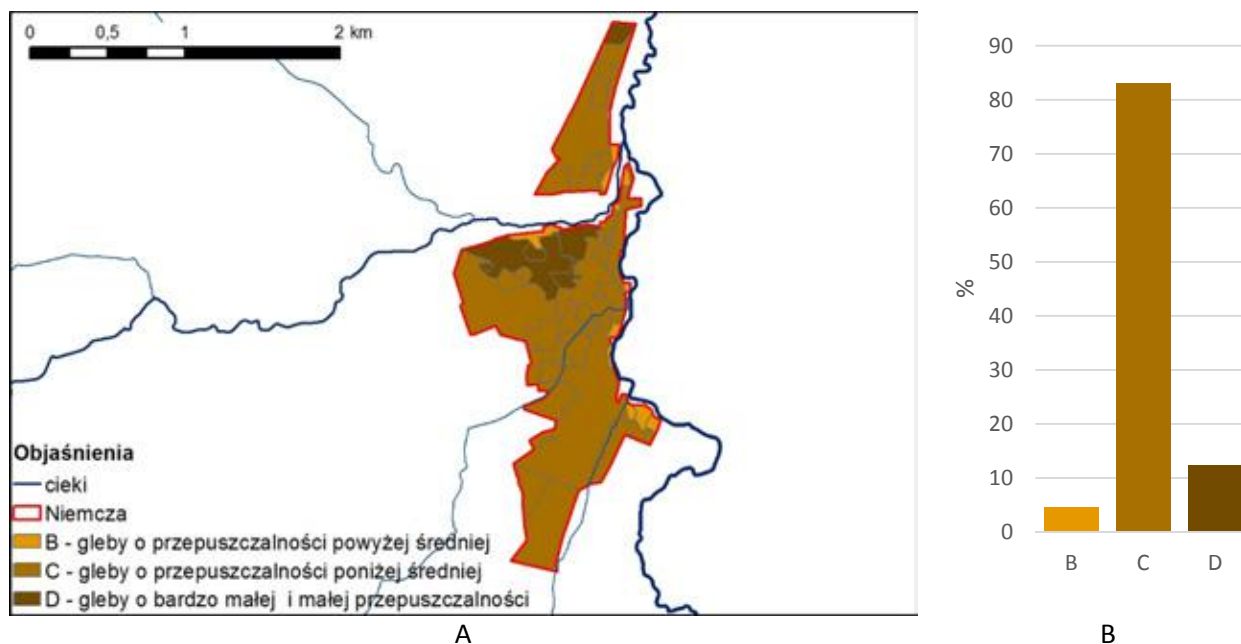 0 0,5 1 2 km
Objaśnienia
cieki
Niemcza
B - gleby o przepuszczalności powyżej średniej
C - gleby o przepuszczalności poniżej średniej
D - gleby o bardzo małej i małej przepuszczalności
A
90
80
70
60
50
40
30
20
10
0
%
B C D
B